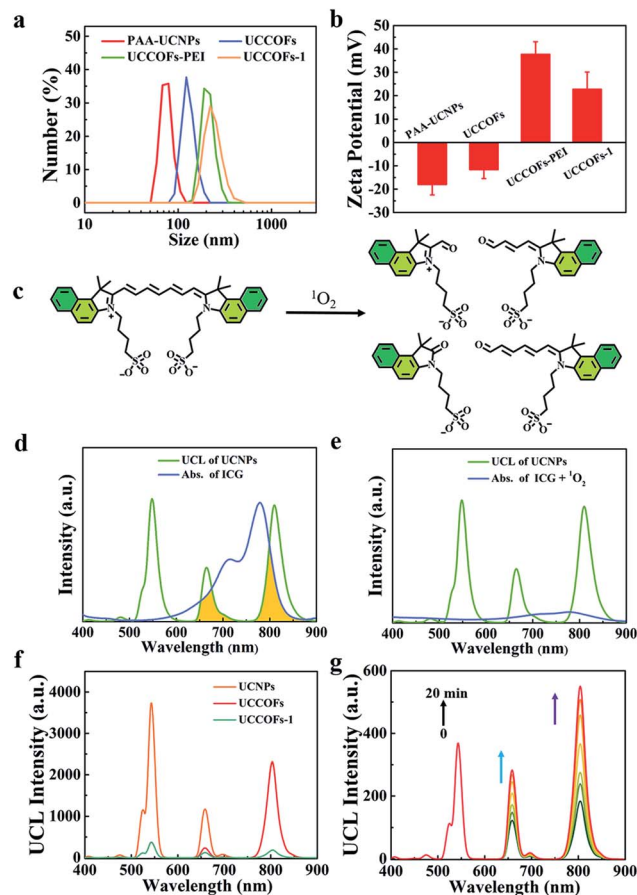 a
PAA-UCNPs UCCOFs
UCCOFs-PEI UCCOFs-1
Number (%)
50
40
30
20
10
0
10 100 1000
Size (nm)
b
Zeta Potential (mV)
50
40
30
20
10
0
-10
-20
-30
PAA-UCNPs
UCCOFs
UCCOFs-PEI
UCCOFs-1
c
¹O₂
d
UCL of UCNPs
Abs. of ICG
Intensity (a.u.)
400 500 600 700 800 900
Wavelength (nm)
e
UCL of UCNPs
Abs. of ICG + ¹O₂
Intensity (a.u.)
400 500 600 700 800 900
Wavelength (nm)
f
UCNPs
UCCOFs
UCCOFs-1
UCL Intensity (a.u.)
4000
3000
2000
1000
0
400 500 600 700 800 900
Wavelength (nm)
g
20 min
0
UCL Intensity (a.u.)
600
400
200
0
400 500 600 700 800 900
Wavelength (nm)